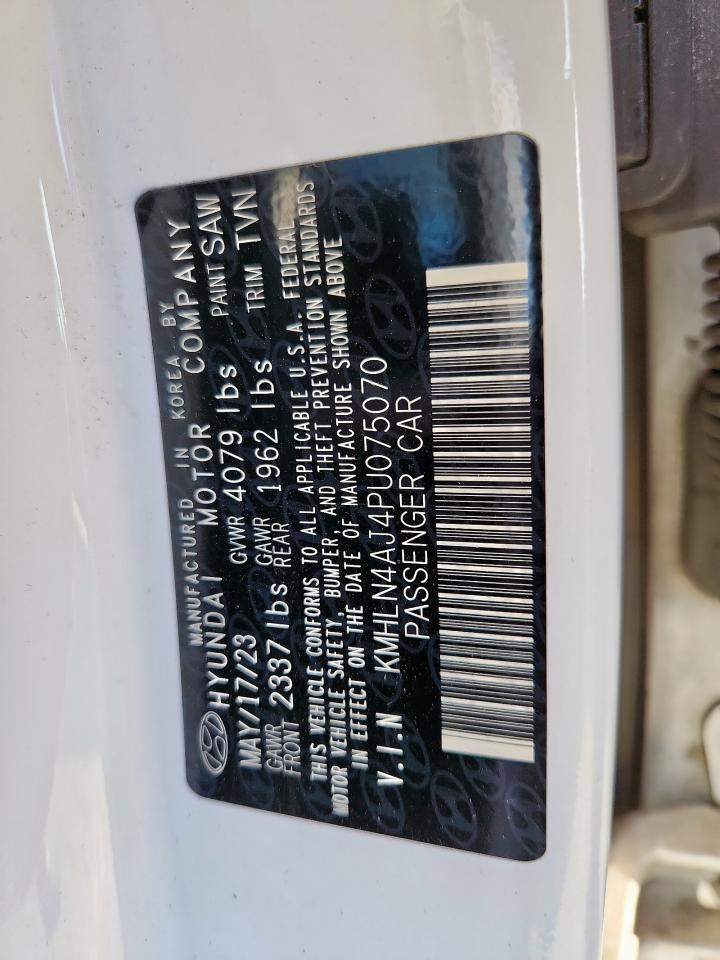 MANUFACTURED IN KOREA BY
HYUNDAI MOTOR COMPANY
MAY/17/23 GVWR 4079 lbs PAINT SAW
GAWR FRONT 2337 lbs GAWR REAR 1962 lbs TRIM TVN
THIS VEHICLE CONFORMS TO ALL APPLICABLE U.S.A. FEDERAL
MOTOR VEHICLE SAFETY, BUMPER, AND THEFT PREVENTION STANDARDS
IN EFFECT ON THE DATE OF MANUFACTURE SHOWN ABOVE
V.I.N KMHLN4AJ4PU075070
PASSENGER CAR